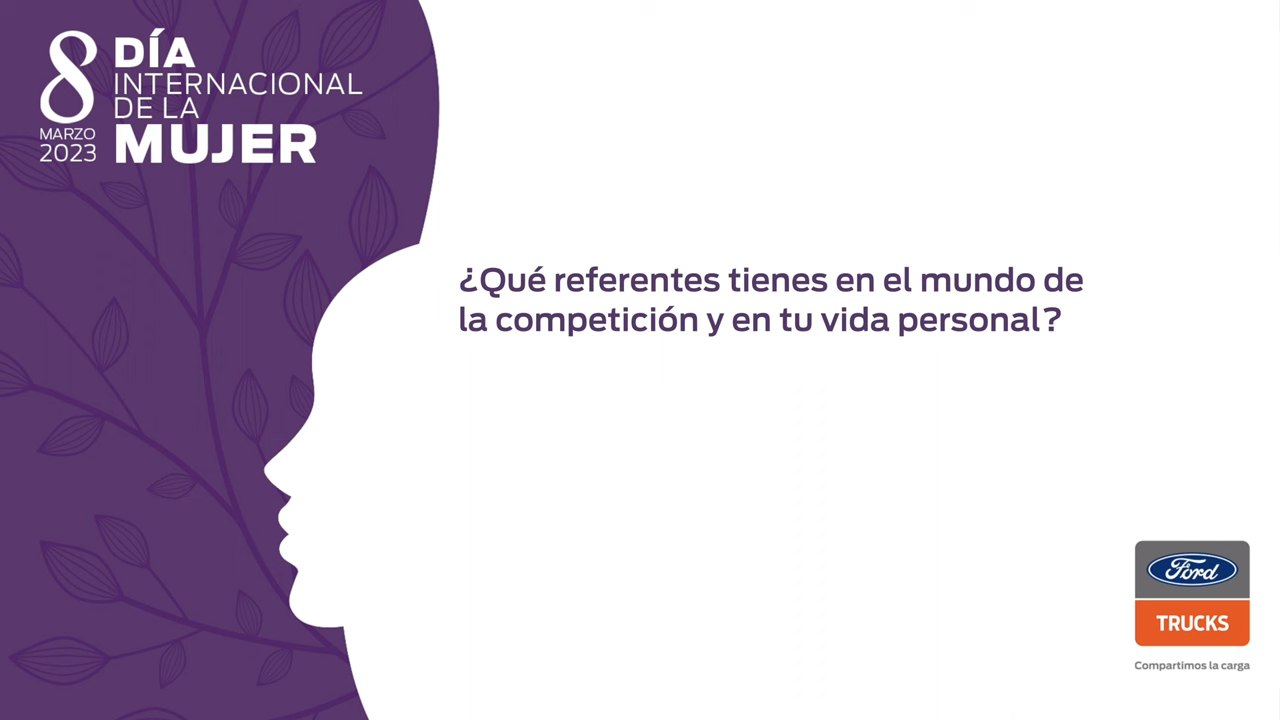 8
MARZO
2023
DÍA
INTERNACIONAL
DE LA
MUJER
¿Qué referentes tienes en el mundo de
la competición y en tu vida personal?
Ford
TRUCKS
Compartimos la carga